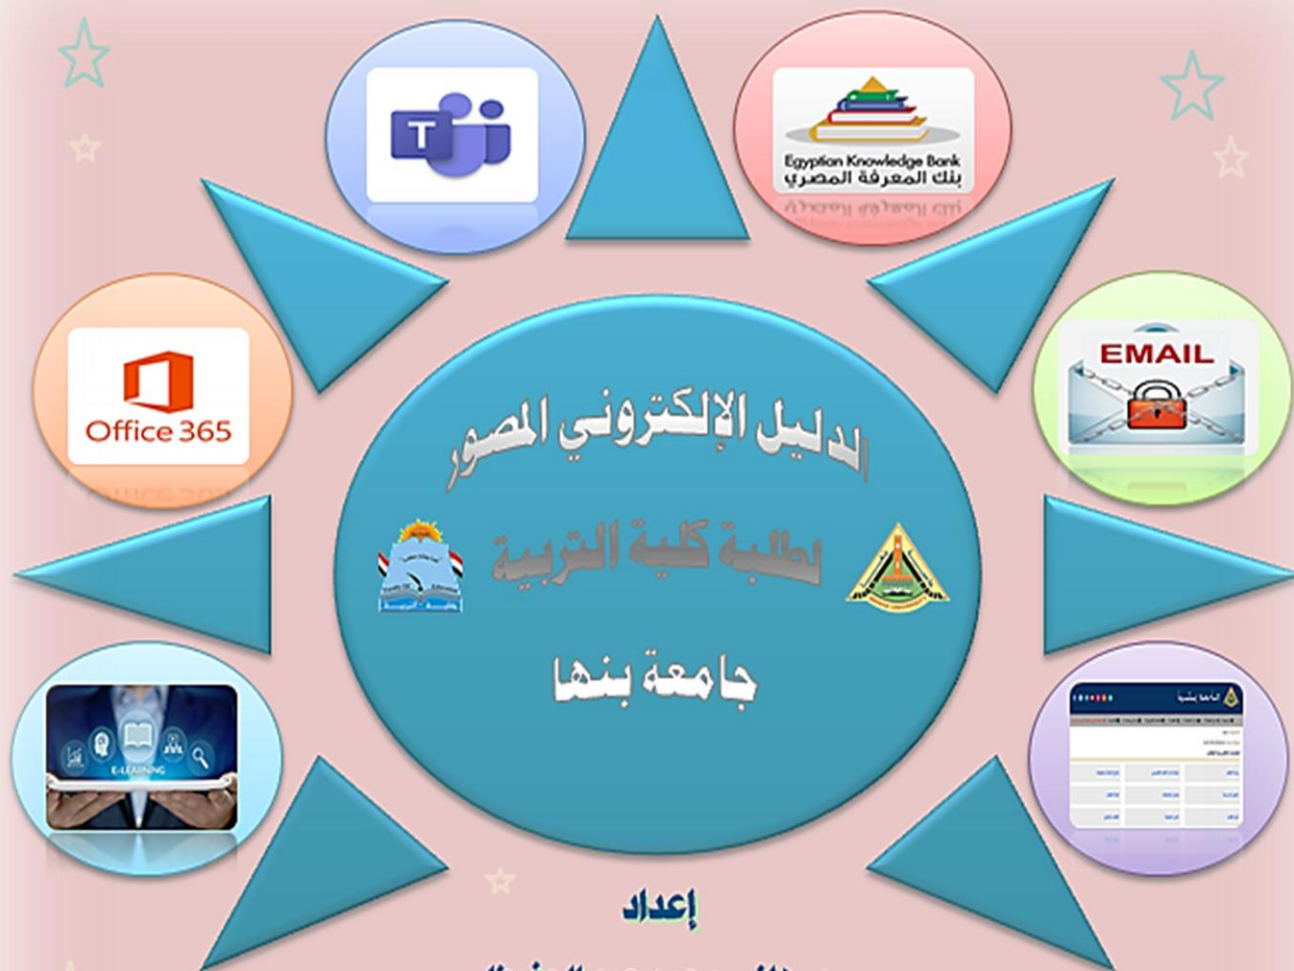 T
Egyptian Knowledge Bank
بنك المعرفة المصري
Office 365
EMAIL
الدليل الإلكتروني المصور
لطلبة كلية التربية
جامعة بنها
E-LEARNING
إعداد